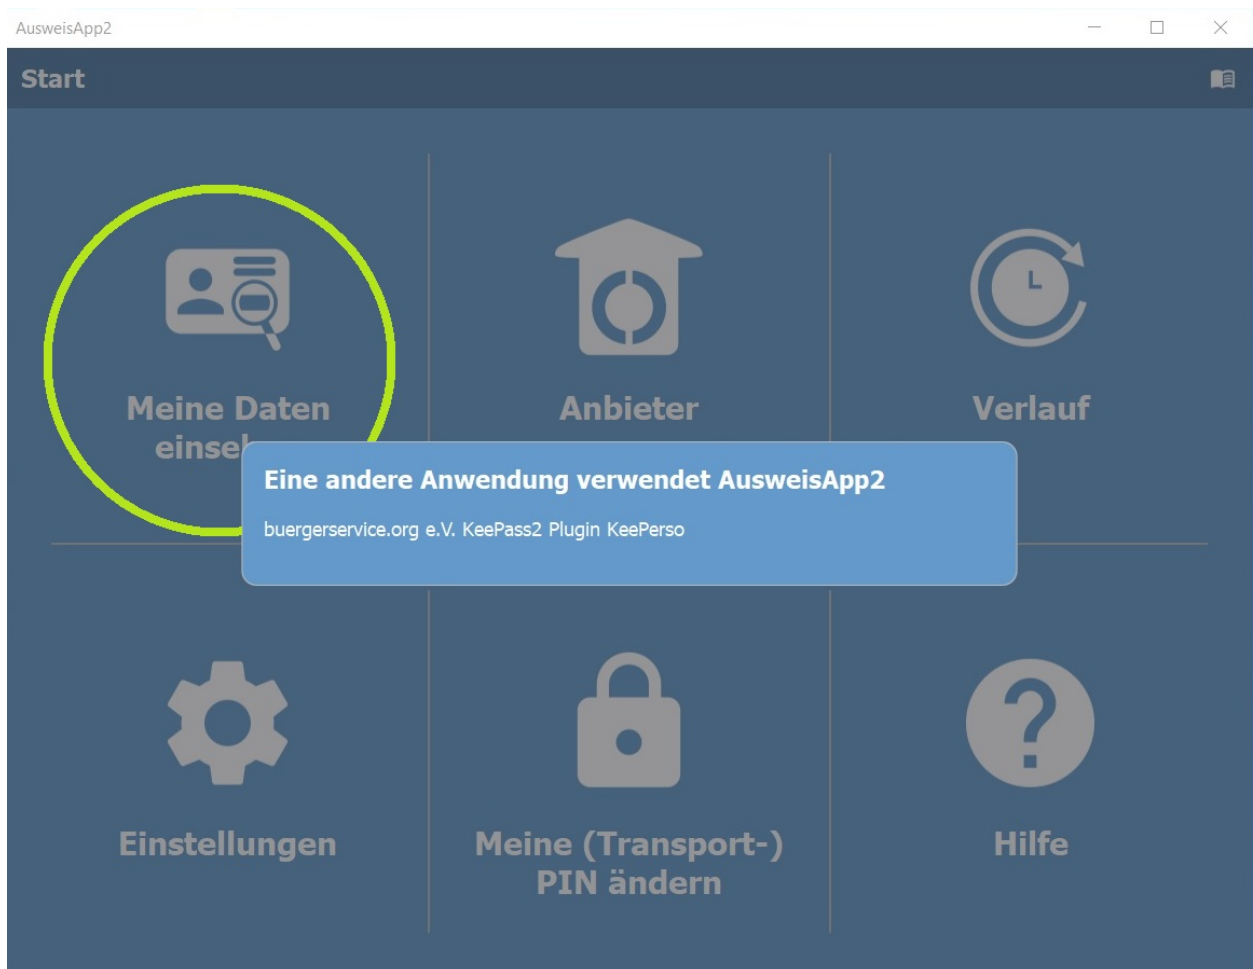 AusweisApp2
Start
Meine Daten
Anbieter
Verlauf
Eine andere Anwendung verwendet AusweisApp2
buergerservice.org e.V. KeePass2 Plugin KeePerso
Einstellungen
Meine (Transport-)
PIN ändern
Hilfe